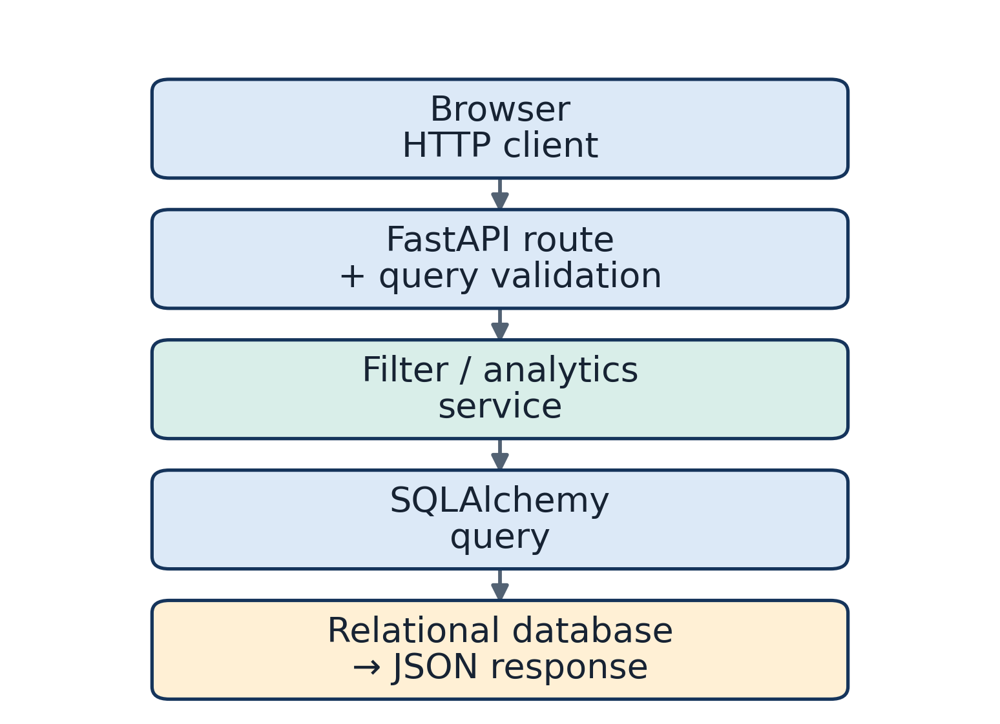 Browser
HTTP client
FastAPI route
+ query validation
Filter / analytics
service
SQLAlchemy
query
Relational database
→ JSON response